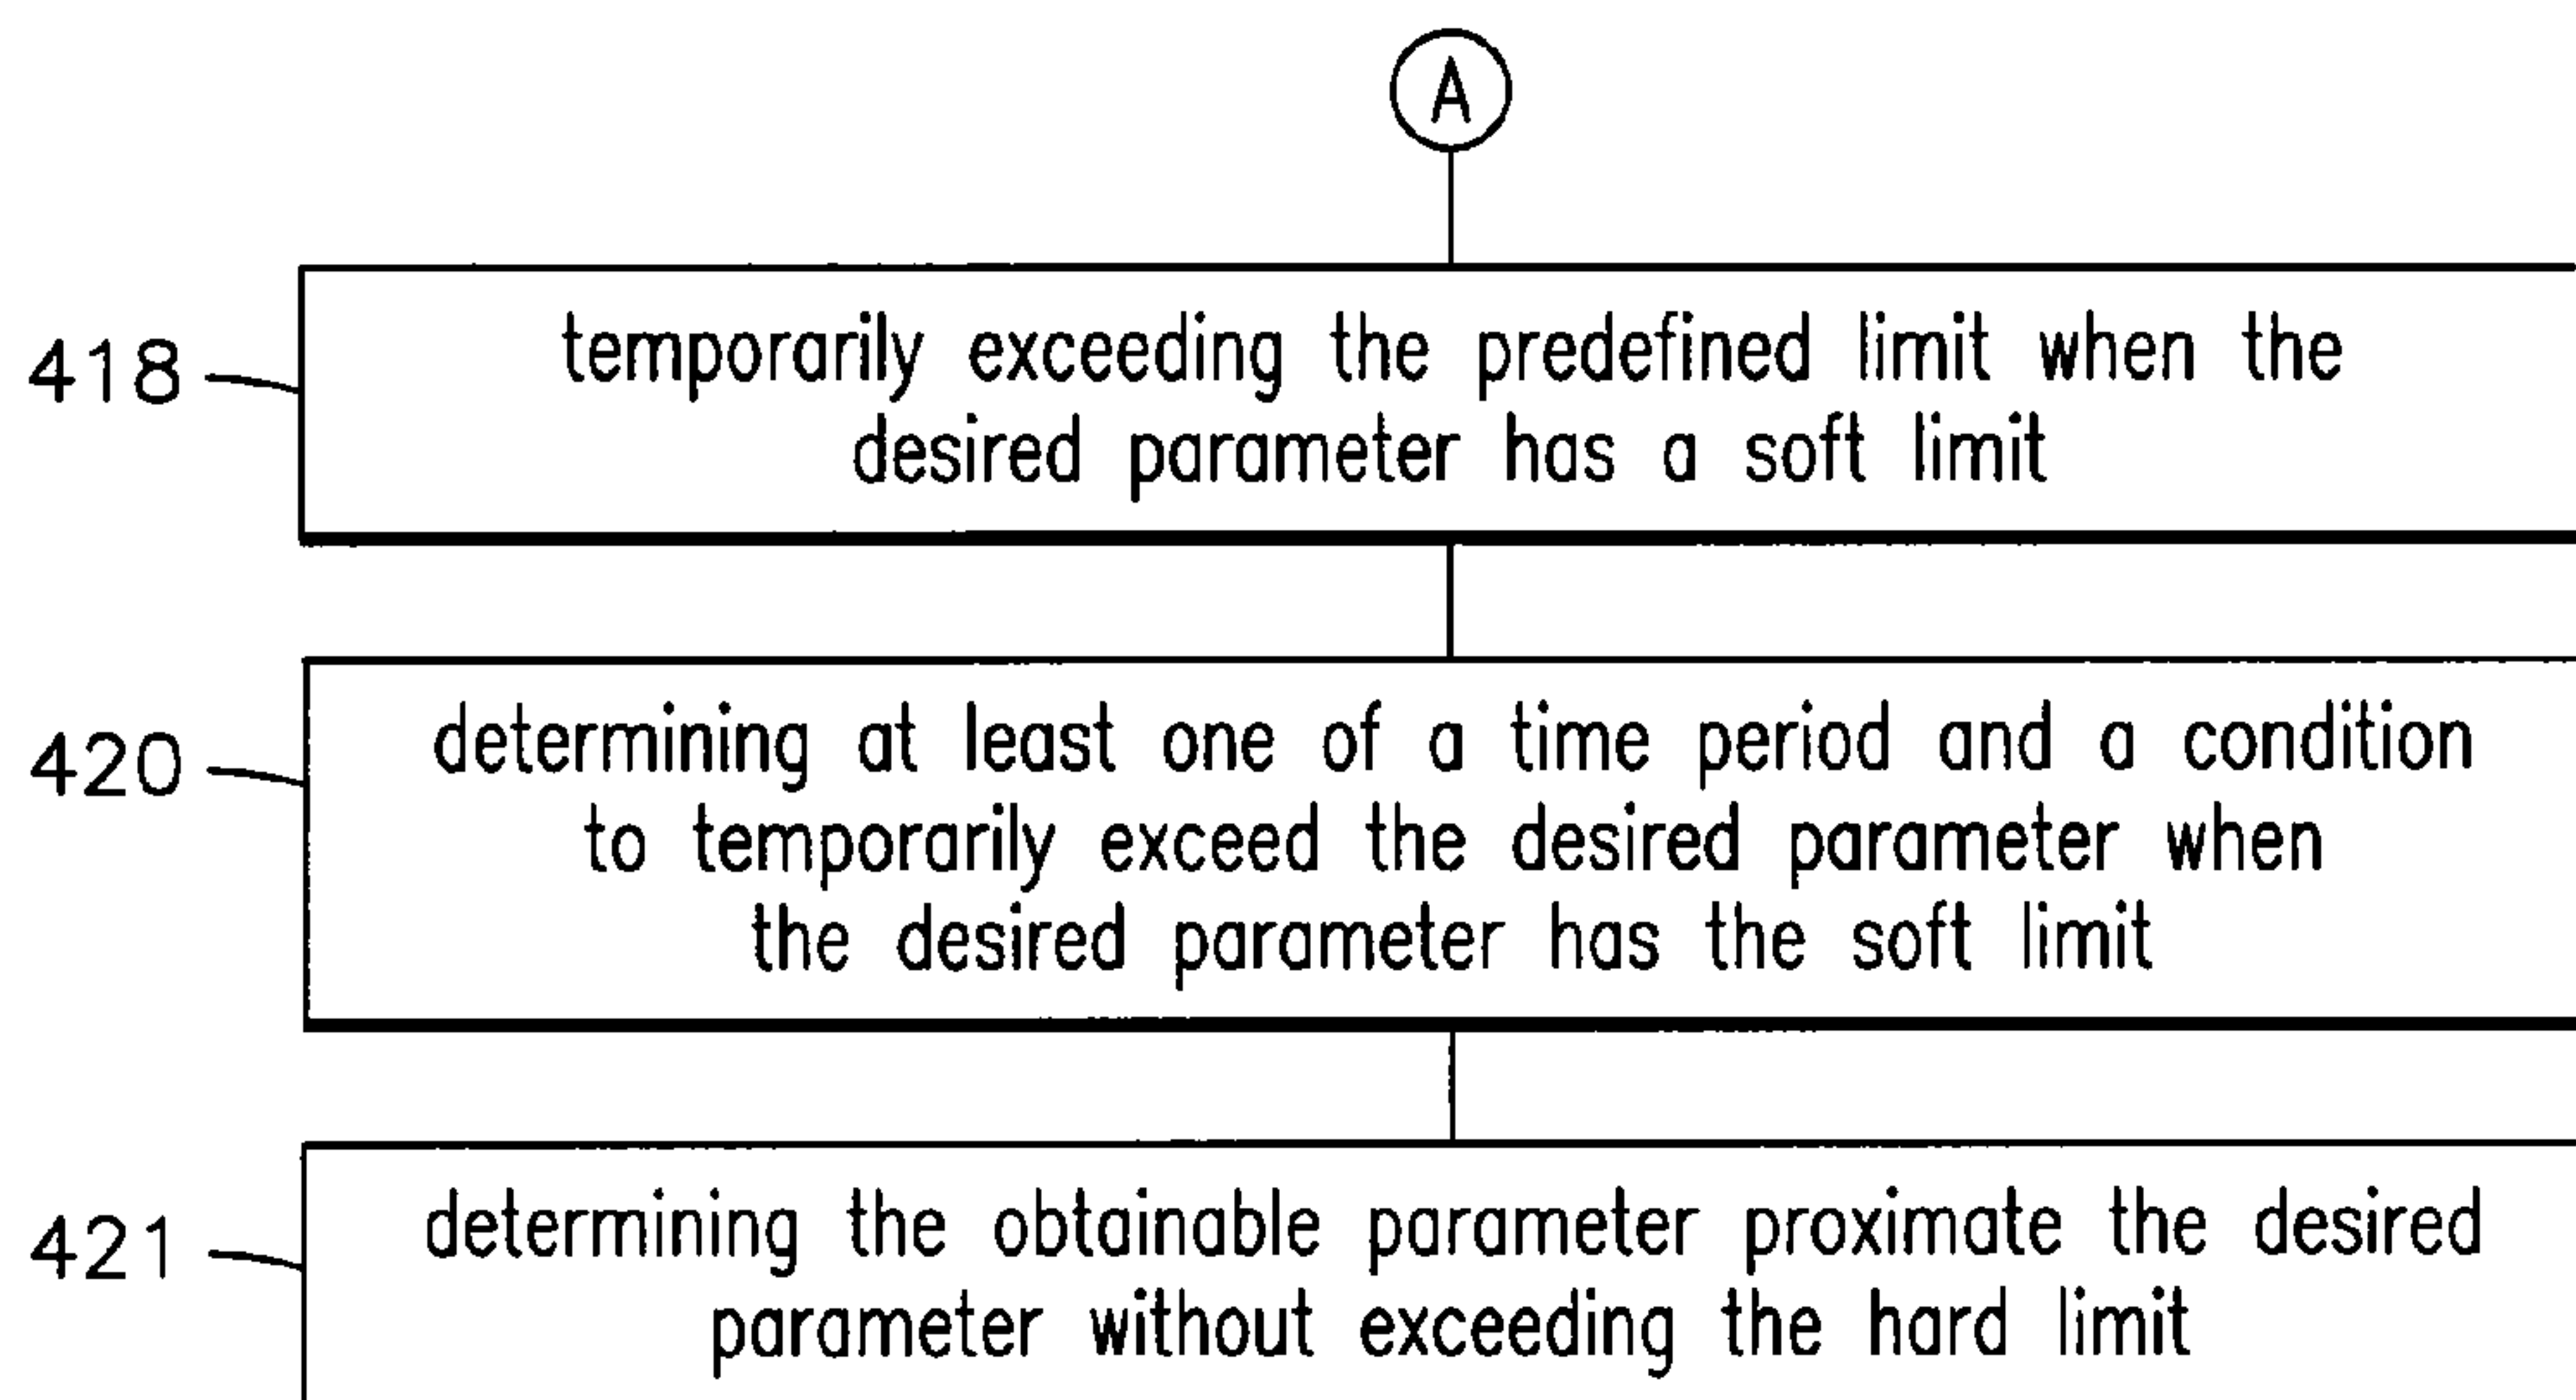 A
418
temporarily exceeding the predefined limit when the
desired parameter has a soft limit
420
determining at least one of a time period and a condition
to temporarily exceed the desired parameter when
the desired parameter has the soft limit
421
determining the obtainable parameter proximate the desired
parameter without exceeding the hard limit